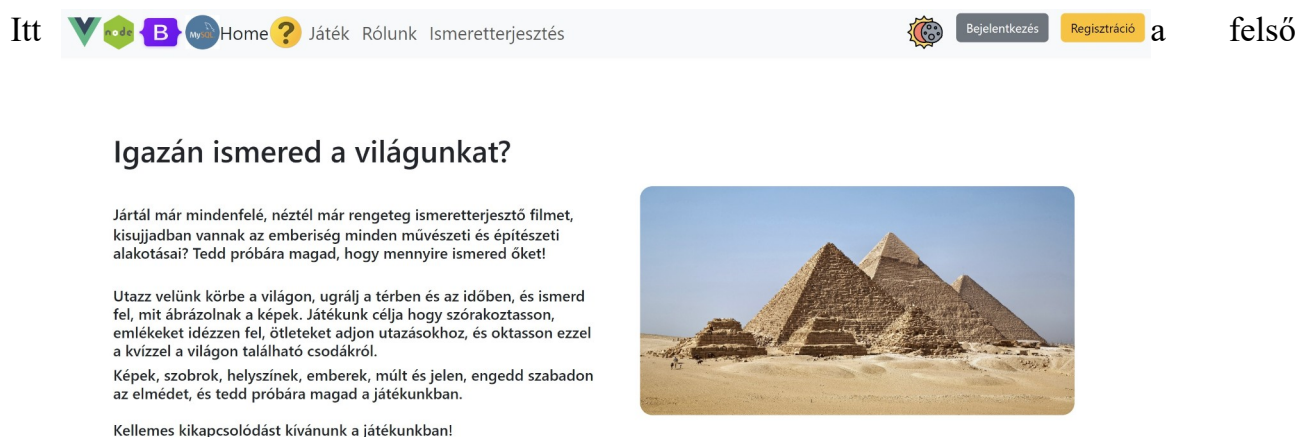 Itt node B MySQL Home ? Játék Rólunk Ismeretterjesztés Bejelentkezés Regisztráció a felső
Igazán ismered a világunkat?
Jártál már mindenfelé, néztél már rengeteg ismeretterjesztő filmet,
kisujjadban vannak az emberiség minden művészeti és építészeti
alakotásai? Tedd próbára magad, hogy mennyire ismered őket!
Utazz velünk körbe a világon, ugrálj a térben és az időben, és ismerd
fel, mit ábrázolnak a képek. Játékunk célja hogy szórakoztasson,
emlékeket idézzen fel, ötleteket adjon utazásokhoz, és oktasson ezzel
a kvízzel a világon található csodákról.
Képek, szobrok, helyszínek, emberek, múlt és jelen, engedd szabadon
az elmédet, és tedd próbára magad a játékunkban.
Kellemes kikapcsolódást kívánunk a játékunkban!